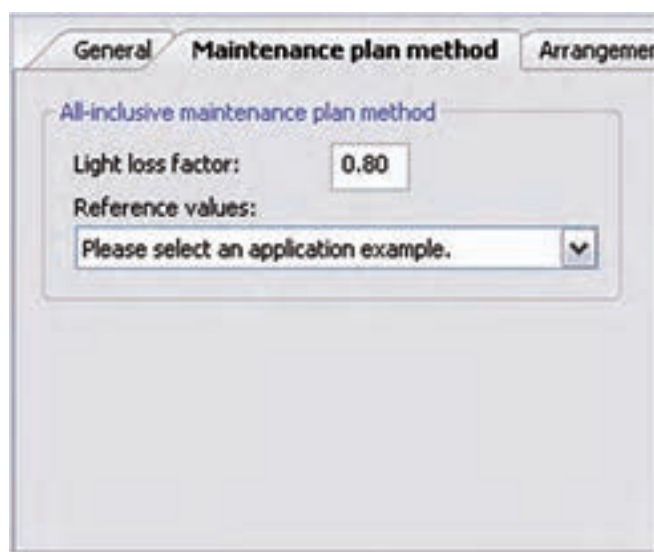 General Maintenance plan method Arrangemer
All-inclusive maintenance plan method
Light loss factor: 0.80
Reference values:
Please select an application example.